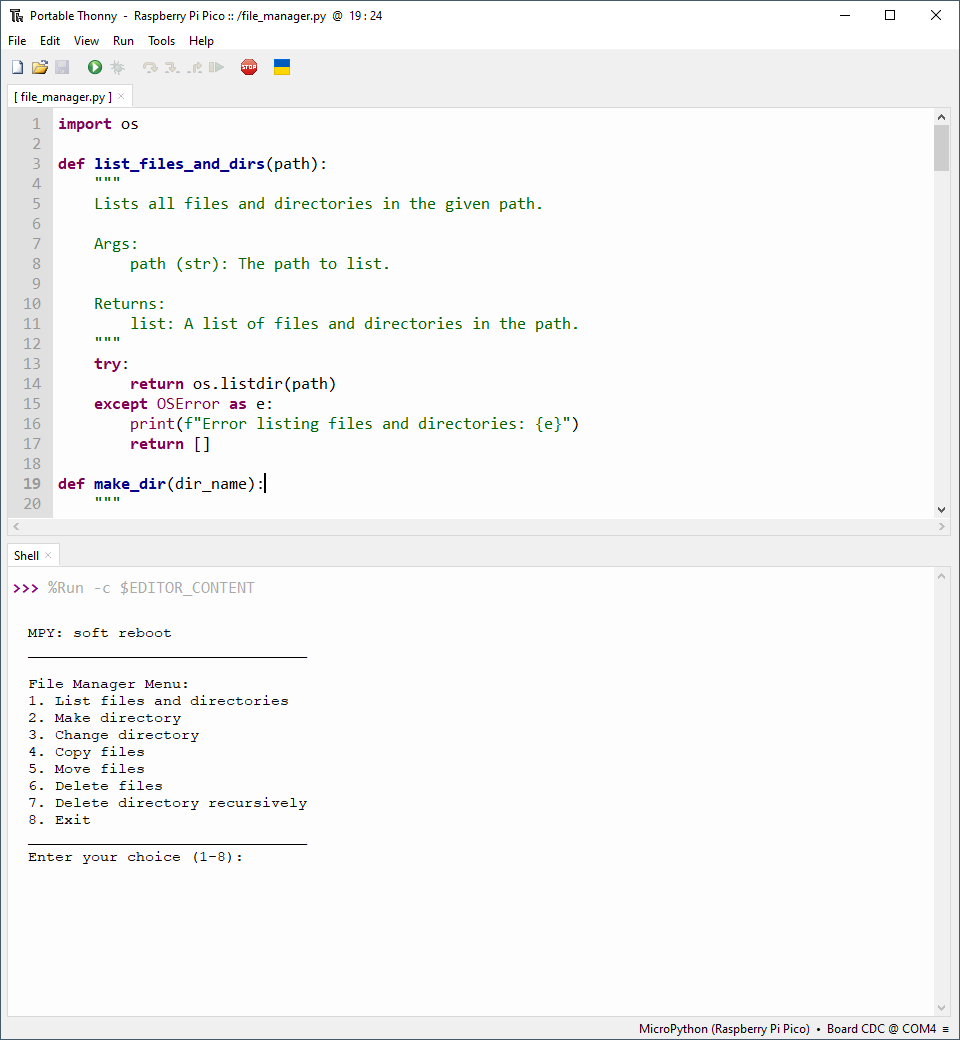 Portable Thonny - Raspberry Pi Pico :: /file_manager.py @ 19 : 24
File Edit View Run Tools Help
STOP
[ file_manager.py ] ×
1 import os
2
3 def list_files_and_dirs(path):
4     """
5     Lists all files and directories in the given path.
6
7     Args:
8         path (str): The path to list.
9
10     Returns:
11         list: A list of files and directories in the path.
12     """
13     try:
14         return os.listdir(path)
15     except OSError as e:
16         print(f"Error listing files and directories: {e}")
17         return []
18
19 def make_dir(dir_name):
20     """
Shell ×
>>> %Run -c $EDITOR_CONTENT
MPY: soft reboot
_______________________________
File Manager Menu:
1. List files and directories
2. Make directory
3. Change directory
4. Copy files
5. Move files
6. Delete files
7. Delete directory recursively
8. Exit
_______________________________
Enter your choice (1-8):
MicroPython (Raspberry Pi Pico) • Board CDC @ COM4 ≡